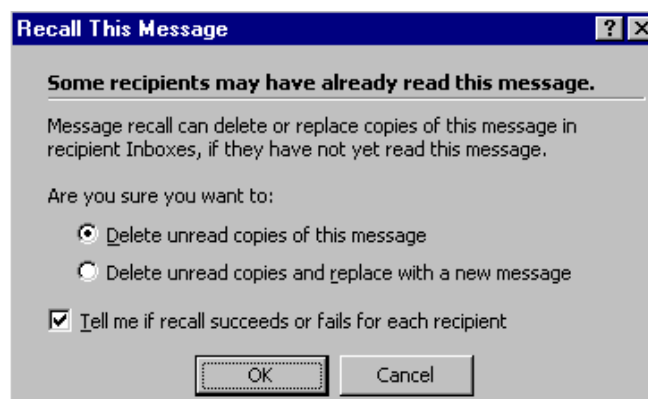 Recall This Message
Some recipients may have already read this message.
Message recall can delete or replace copies of this message in
recipient Inboxes, if they have not yet read this message.
Are you sure you want to:
Delete unread copies of this message
Delete unread copies and replace with a new message
Tell me if recall succeeds or fails for each recipient
OK Cancel